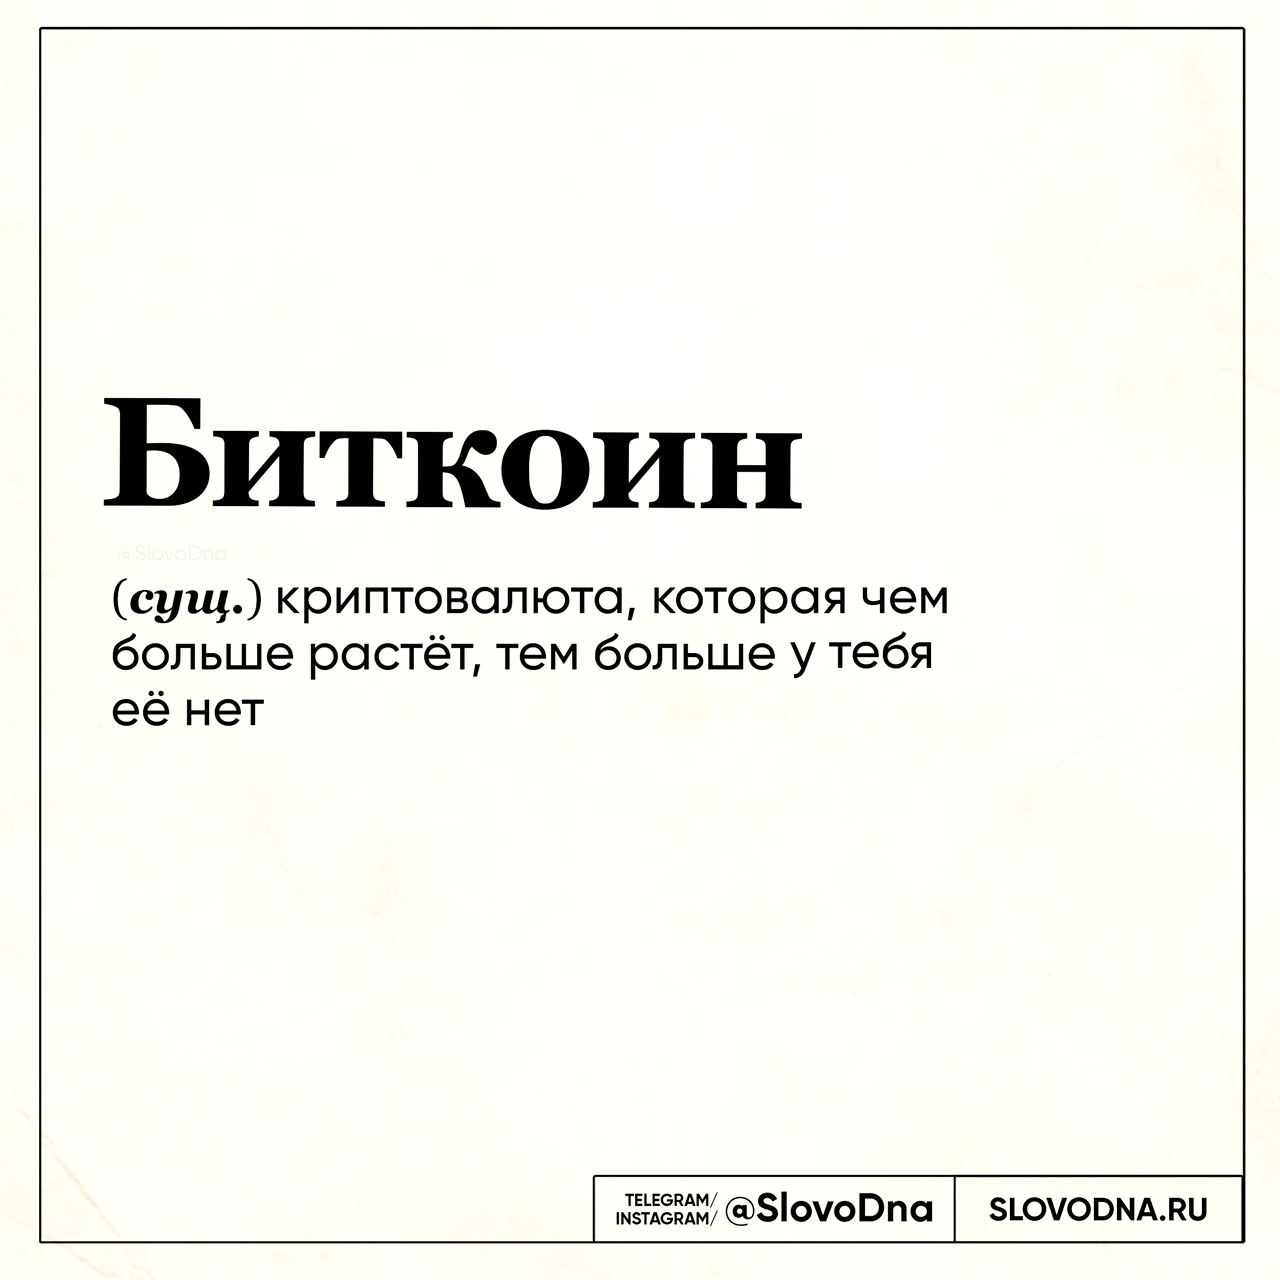 Биткоин
@SlovoDna
(сущ.) криптовалюта, которая чем
больше растёт, тем больше у тебя
её нет
TELEGRAM/
INSTAGRAM/
@SlovoDna
SLOVODNA.RU